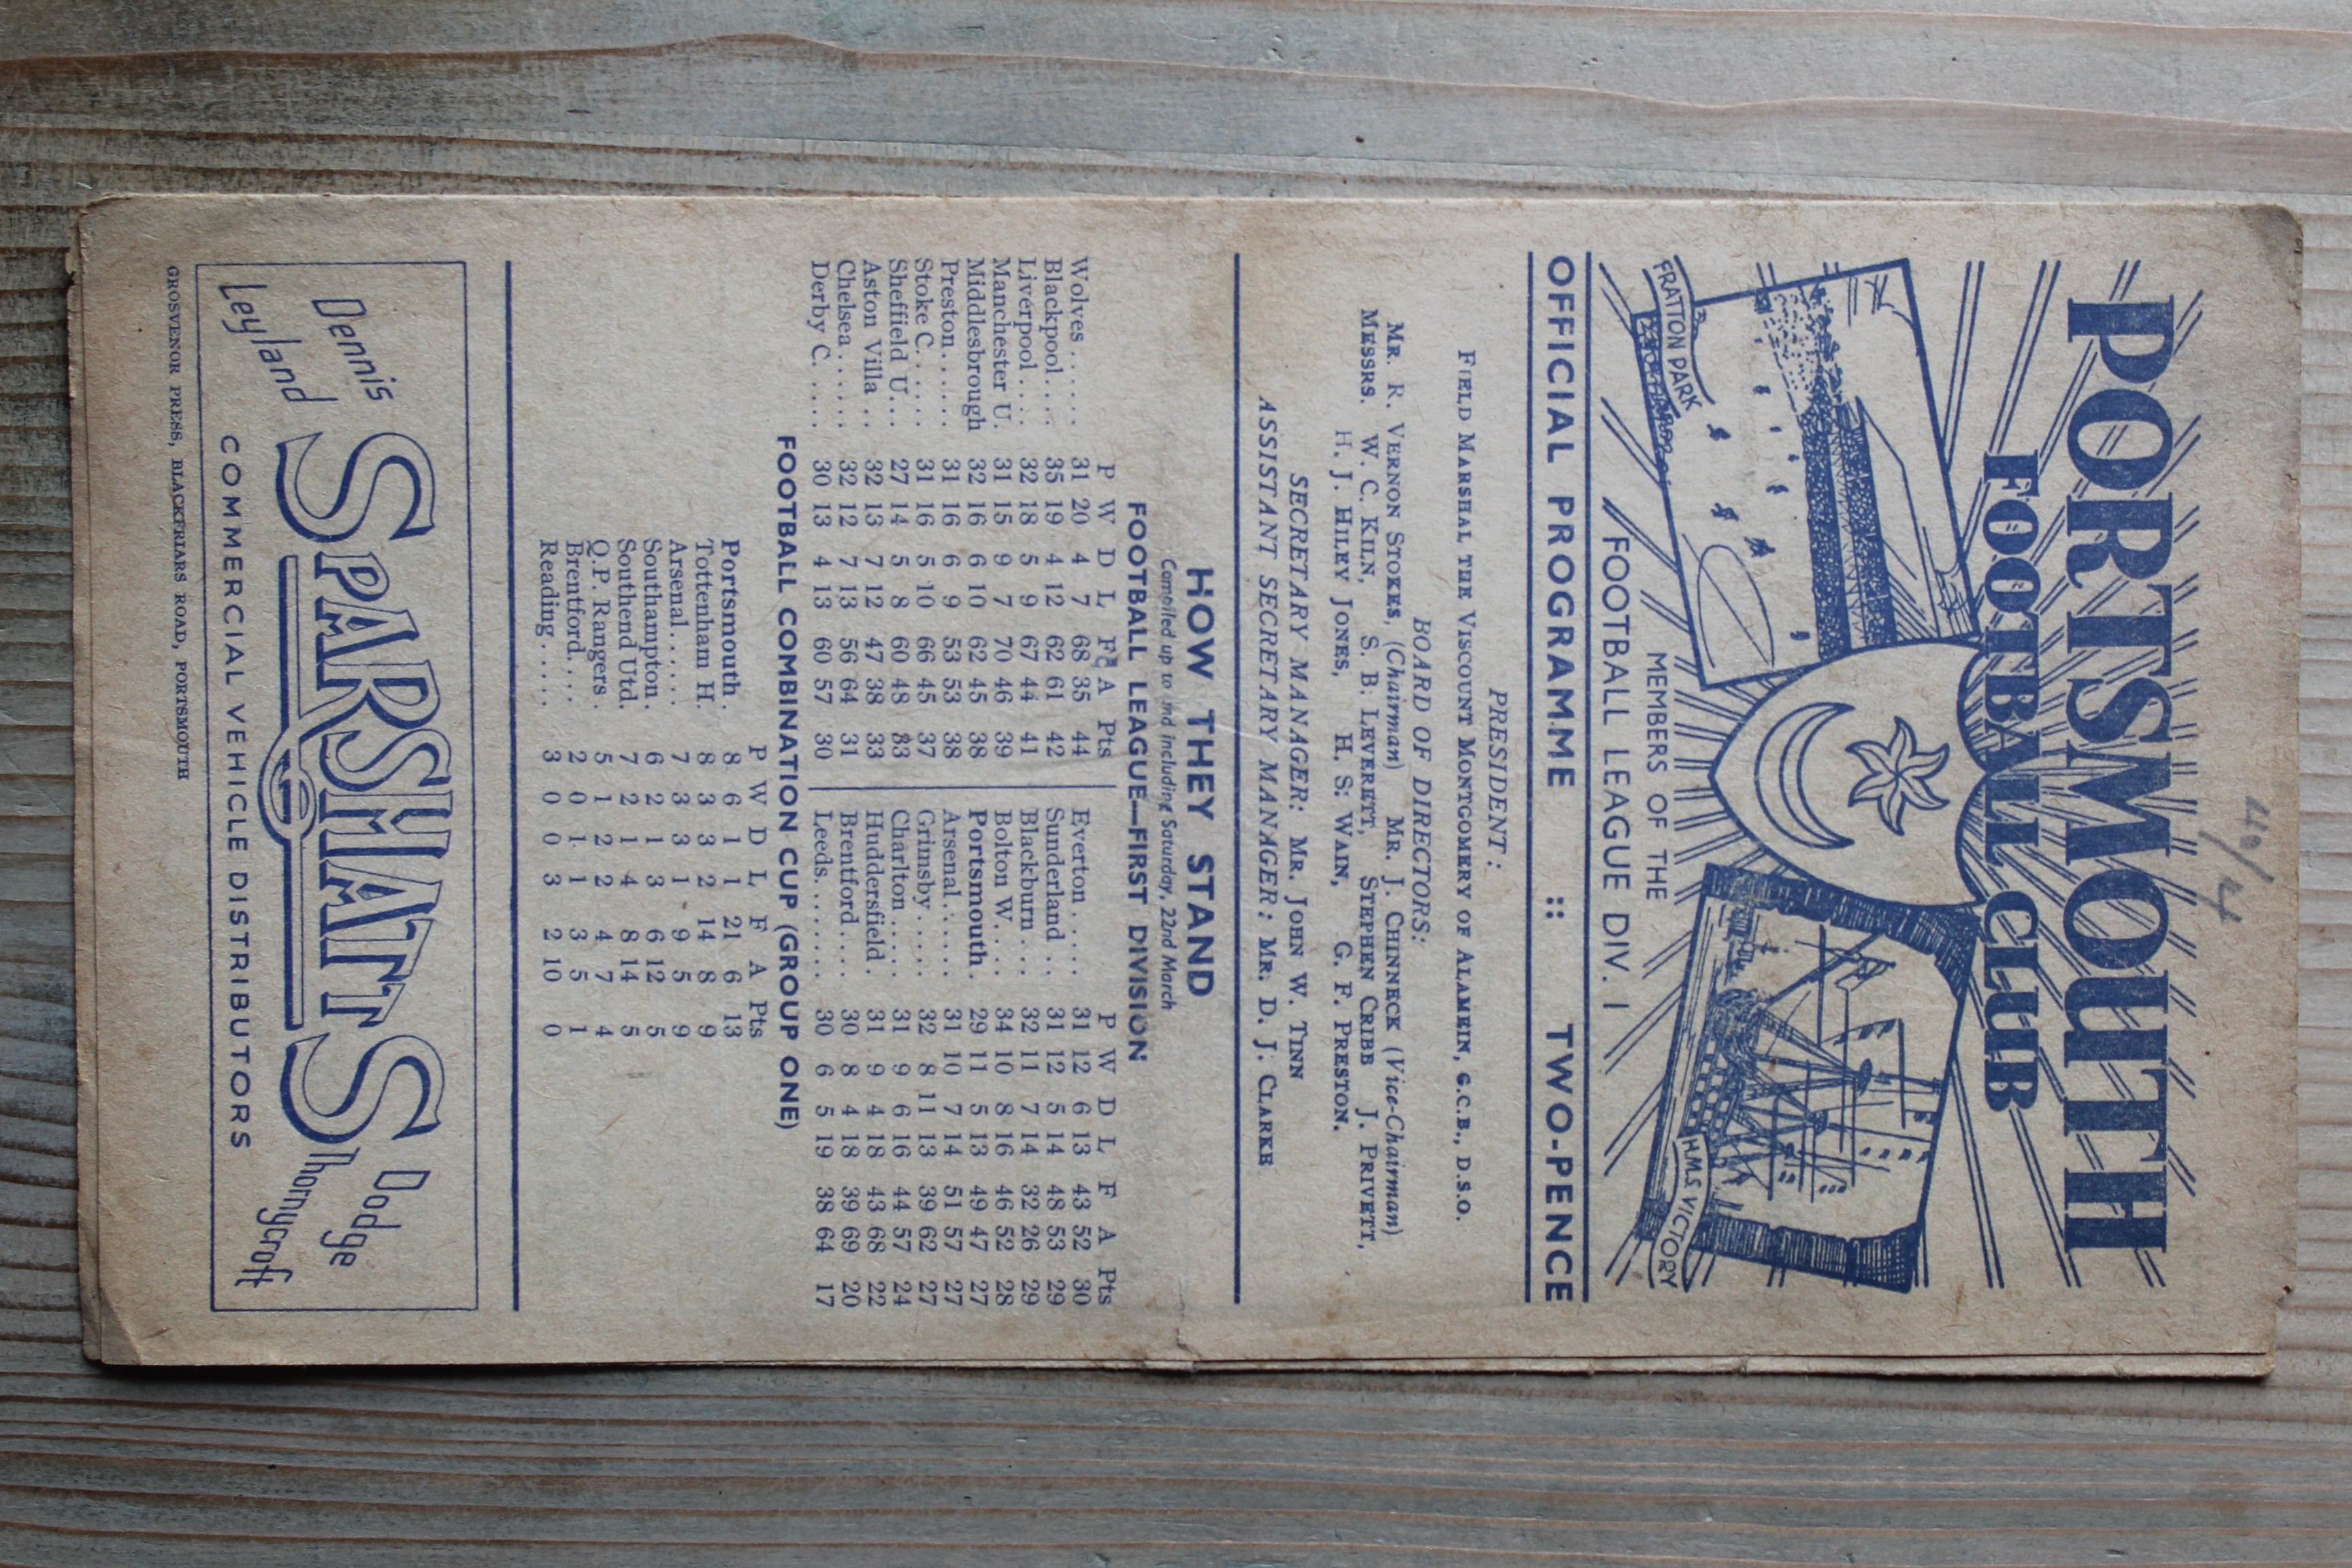 PORTSMOUTH
FOOTBALL CLUB
FRATTON PARK
H.M.S. VICTORY
MEMBERS OF THE
FOOTBALL LEAGUE DIV. I
OFFICIAL PROGRAMME :: TWO-PENCE
PRESIDENT:
FIELD MARSHAL THE VISCOUNT MONTGOMERY OF ALAMEIN, G.C.B., D.S.O.
BOARD OF DIRECTORS:
MR. R. VERNON STOKES, (Chairman) MR. J. CHINNECK (Vice-Chairman)
MESSRS. W. C. KILN, S. B. LEVERETT, STEPHEN CRIBB J. PRIVETT,
H. J. HILEY JONES, H. S. WAIN, G. F. PRESTON.
SECRETARY MANAGER: MR. JOHN W. TINN
ASSISTANT SECRETARY MANAGER: MR. D. J. CLARKE
HOW THEY STAND
Compiled up to and including Saturday, 22nd March
FOOTBALL LEAGUE—FIRST DIVISION
P W D L F A Pts P W D L F A Pts
Wolves...... 31 20 4 7 68 35 44 Everton..... 31 12 6 13 43 52 30
Blackpool.... 35 19 4 12 62 61 42 Sunderland .. 31 12 5 14 48 53 29
Liverpool.... 32 18 5 9 67 44 41 Blackburn ... 32 11 7 14 32 26 29
Manchester U. 31 15 9 7 70 46 39 Bolton W.... 34 10 8 16 46 52 28
Middlesbrough 32 16 6 10 62 45 38 Portsmouth. 29 11 5 13 49 47 27
Preston...... 31 16 6 9 53 53 38 Arsenal...... 31 10 7 14 51 57 27
Stoke C...... 31 16 5 10 66 45 37 Grimsby..... 32 8 11 13 39 62 27
Sheffield U... 27 14 5 8 60 48 33 Charlton..... 31 9 6 16 44 57 24
Aston Villa .. 32 13 7 12 47 38 33 Huddersfield. 31 9 4 18 43 68 22
Chelsea...... 32 12 7 13 56 64 31 Brentford.... 30 8 4 18 39 69 20
Derby C. .... 30 13 4 13 60 57 30 Leeds....... 30 6 5 19 38 64 17
FOOTBALL COMBINATION CUP (GROUP ONE)
P W D L F A Pts
Portsmouth. 8 6 1 1 21 6 13
Tottenham H. 8 3 3 2 14 8 9
Arsenal...... 7 3 3 1 9 5 9
Southampton. 6 2 1 3 6 12 5
Southend Utd. 7 2 1 4 8 14 5
Q.P. Rangers. 5 1 2 2 4 7 4
Brentford.... 2 0 1 1 3 5 1
Reading..... 3 0 0 3 2 10 0
Dennis
Leyland
SPARSHATTS
Dodge
Thornycroft
COMMERCIAL VEHICLE DISTRIBUTORS
GROSVENOR PRESS, BLACKFRIARS ROAD, PORTSMOUTH